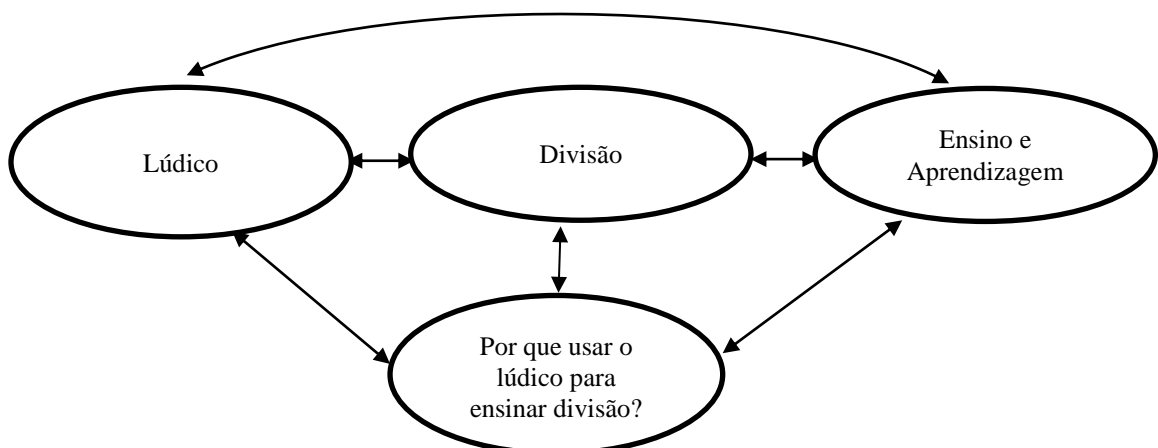 Lúdico
Divisão
Ensino e
Aprendizagem
Por que usar o
lúdico para
ensinar divisão?